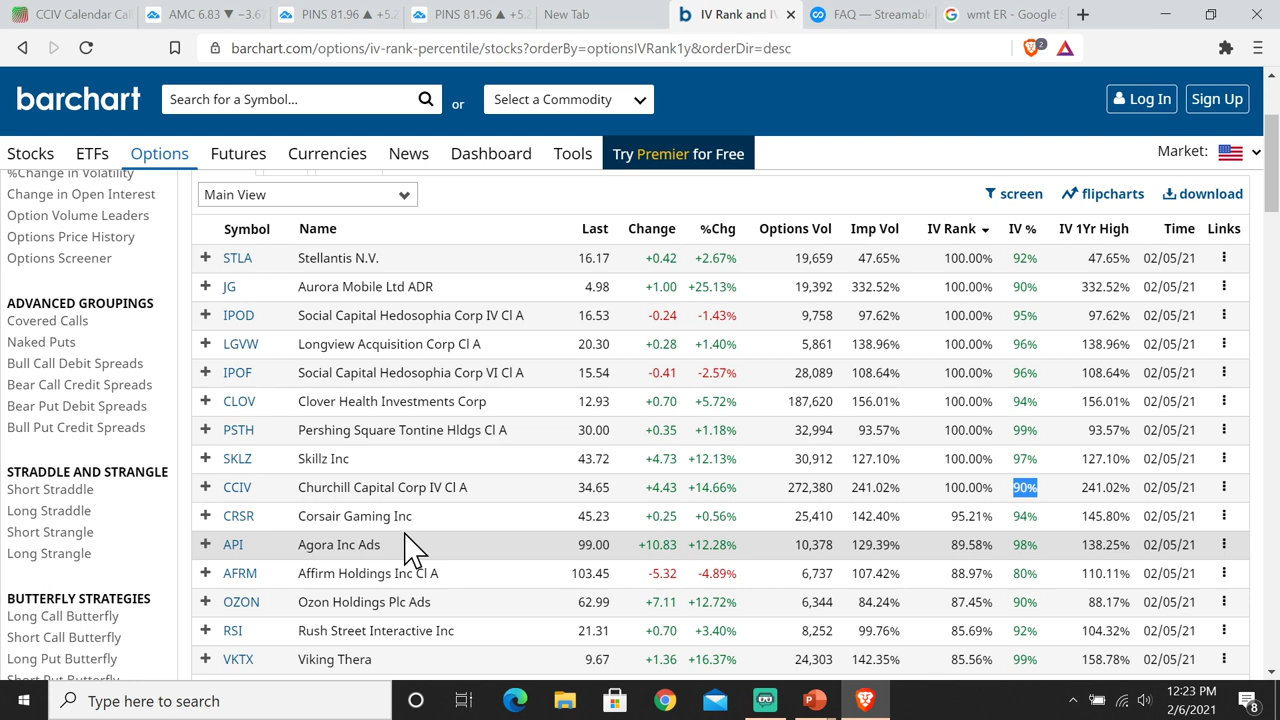 CCIV Calendar Ca
AMC 6.83 ▼ −3.6
PINS 81.96 ▲ +5.2
PINS 81.96 ▲ +5.2
New Tab
IV Rank and IV
FAQ — Streamabl
wmt ER - Google S
barchart.com/options/iv-rank-percentile/stocks?orderBy=optionsIVRank1y&orderDir=desc
2
barchart
Search for a Symbol...
or
Select a Commodity
Log In
Sign Up
Stocks
ETFs
Options
Futures
Currencies
News
Dashboard
Tools
Try Premier for Free
Market:
%Change in Volatility
Change in Open Interest
Option Volume Leaders
Options Price History
Options Screener
ADVANCED GROUPINGS
Covered Calls
Naked Puts
Bull Call Debit Spreads
Bear Call Credit Spreads
Bear Put Debit Spreads
Bull Put Credit Spreads
STRADDLE AND STRANGLE
Short Straddle
Long Straddle
Short Strangle
Long Strangle
BUTTERFLY STRATEGIES
Long Call Butterfly
Short Call Butterfly
Long Put Butterfly
Short Put Butterfly
Main View
screen
flipcharts
download
Symbol Name Last Change %Chg Options Vol Imp Vol IV Rank IV % IV 1Yr High Time Links
STLA Stellantis N.V. 16.17 +0.42 +2.67% 19,659 47.65% 100.00% 92% 47.65% 02/05/21
JG Aurora Mobile Ltd ADR 4.98 +1.00 +25.13% 19,392 332.52% 100.00% 90% 332.52% 02/05/21
IPOD Social Capital Hedosophia Corp IV Cl A 16.53 -0.24 -1.43% 9,758 97.62% 100.00% 95% 97.62% 02/05/21
LGVW Longview Acquisition Corp Cl A 20.30 +0.28 +1.40% 5,861 138.96% 100.00% 96% 138.96% 02/05/21
IPOF Social Capital Hedosophia Corp VI Cl A 15.54 -0.41 -2.57% 28,089 108.64% 100.00% 96% 108.64% 02/05/21
CLOV Clover Health Investments Corp 12.93 +0.70 +5.72% 187,620 156.01% 100.00% 94% 156.01% 02/05/21
PSTH Pershing Square Tontine Hldgs Cl A 30.00 +0.35 +1.18% 32,994 93.57% 100.00% 99% 93.57% 02/05/21
SKLZ Skillz Inc 43.72 +4.73 +12.13% 30,912 127.10% 100.00% 97% 127.10% 02/05/21
CCIV Churchill Capital Corp IV Cl A 34.65 +4.43 +14.66% 272,380 241.02% 100.00% 90% 241.02% 02/05/21
CRSR Corsair Gaming Inc 45.23 +0.25 +0.56% 25,410 142.40% 95.21% 94% 145.80% 02/05/21
API Agora Inc Ads 99.00 +10.83 +12.28% 10,378 129.39% 89.58% 98% 138.25% 02/05/21
AFRM Affirm Holdings Inc Cl A 103.45 -5.32 -4.89% 6,737 107.42% 88.97% 80% 110.11% 02/05/21
OZON Ozon Holdings Plc Ads 62.99 +7.11 +12.72% 6,344 84.24% 87.45% 90% 88.17% 02/05/21
RSI Rush Street Interactive Inc 21.31 +0.70 +3.40% 8,252 99.76% 85.69% 92% 104.32% 02/05/21
VKTX Viking Thera 9.67 +1.36 +16.37% 24,303 142.35% 85.56% 99% 158.78% 02/05/21
Type here to search
12:23 PM
2/6/2021
8